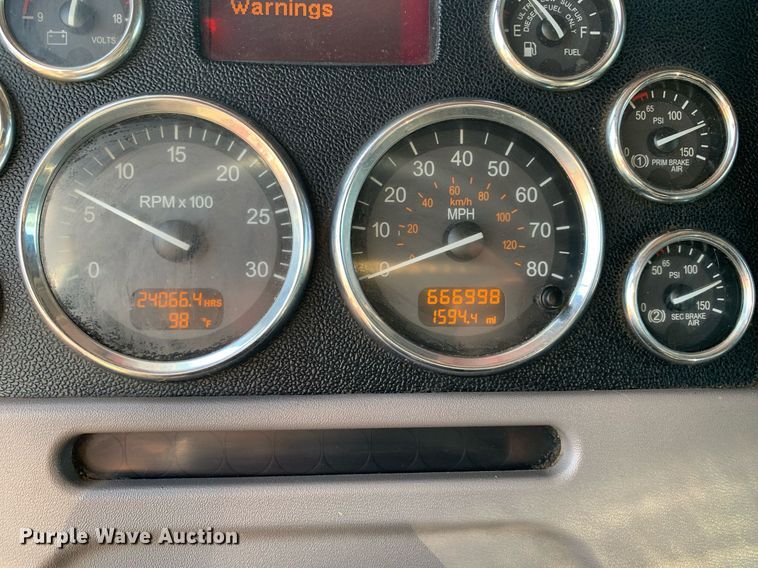 Warnings
9 18
VOLTS
ULTRA LOW SULFUR
DIESEL FUEL ONLY
E F
FUEL
0 5 10 15 20 25 30
RPM x 100
24066.4 HRS
98 °F
0 10 20 30 40 50 60 70 80
0 20 40 60 80 100 120
km/h
MPH
666998
1594.4 mi
0 50 65 100 150
PSI
(1) PRIM BRAKE
AIR
0 50 65 100 150
PSI
(2) SEC BRAKE
AIR
Purple Wave Auction